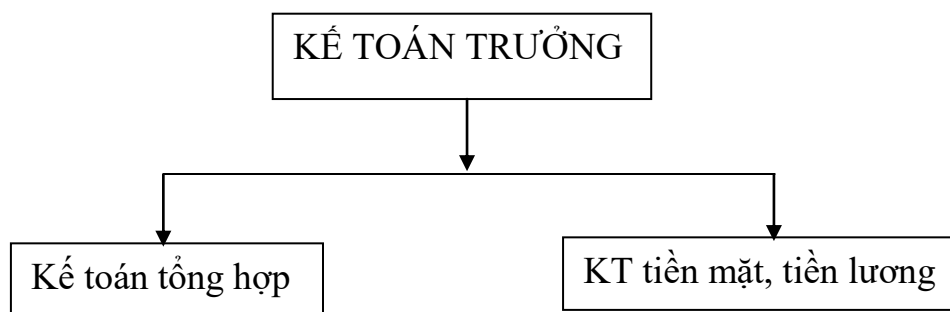 KẾ TOÁN TRƯỞNG
Kế toán tổng hợp
KT tiền mặt, tiền lương